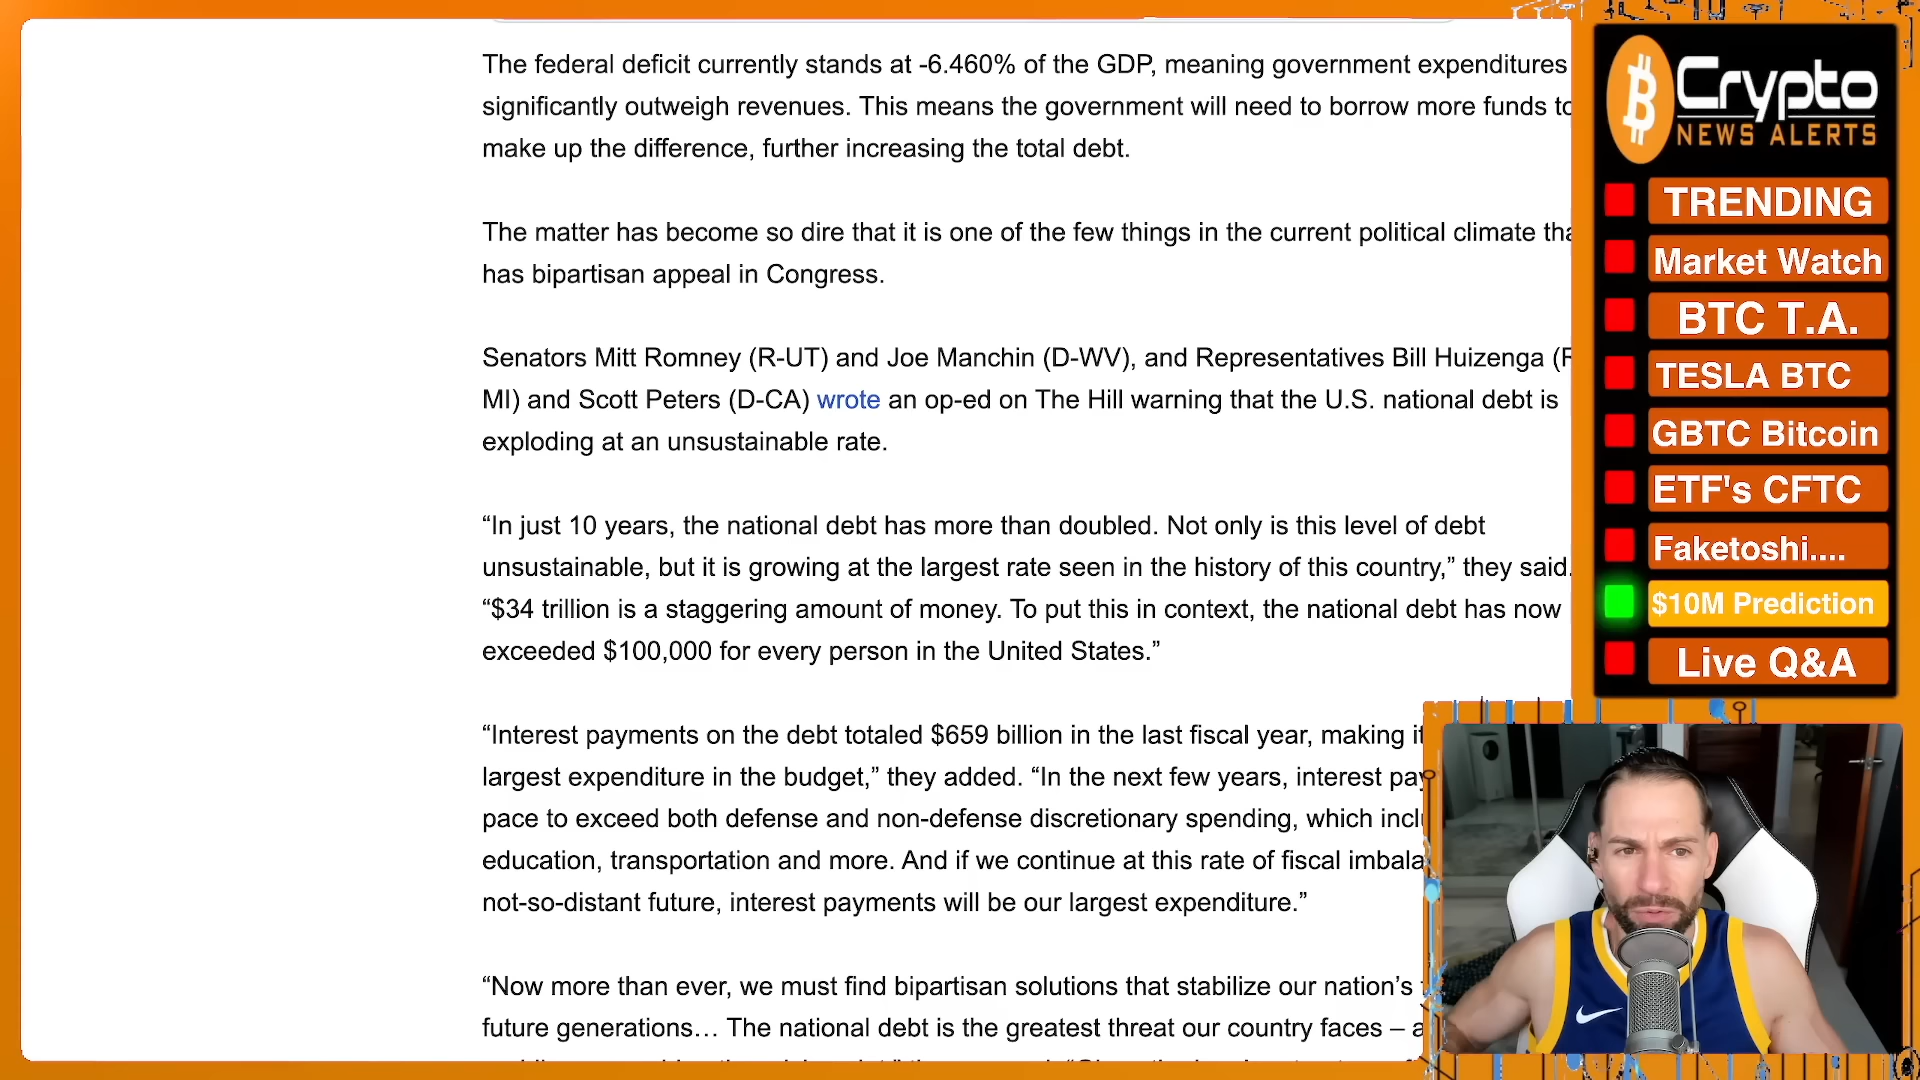 The federal deficit currently stands at -6.460% of the GDP, meaning government expenditures
significantly outweigh revenues. This means the government will need to borrow more funds to
make up the difference, further increasing the total debt.
The matter has become so dire that it is one of the few things in the current political climate
has bipartisan appeal in Congress.
Senators Mitt Romney (R-UT) and Joe Manchin (D-WV), and Representatives Bill Huizenga
MI) and Scott Peters (D-CA) wrote an op-ed on The Hill warning that the U.S. national debt is
exploding at an unsustainable rate.
“In just 10 years, the national debt has more than doubled. Not only is this level of debt
unsustainable, but it is growing at the largest rate seen in the history of this country,” they said.
“$34 trillion is a staggering amount of money. To put this in context, the national debt has now
exceeded $100,000 for every person in the United States.”
“Interest payments on the debt totaled $659 billion in the last fiscal year, making
largest expenditure in the budget,” they added. “In the next few years, interest
pace to exceed both defense and non-defense discretionary spending, which
education, transportation and more. And if we continue at this rate of fiscal
not-so-distant future, interest payments will be our largest expenditure.”
“Now more than ever, we must find bipartisan solutions that stabilize our nation’s
future generations… The national debt is the greatest threat our country faces –
Crypto
NEWS ALERTS
TRENDING
Market Watch
BTC T.A.
TESLA BTC
GBTC Bitcoin
ETF's CFTC
Faketoshi....
$10M Prediction
Live Q&A